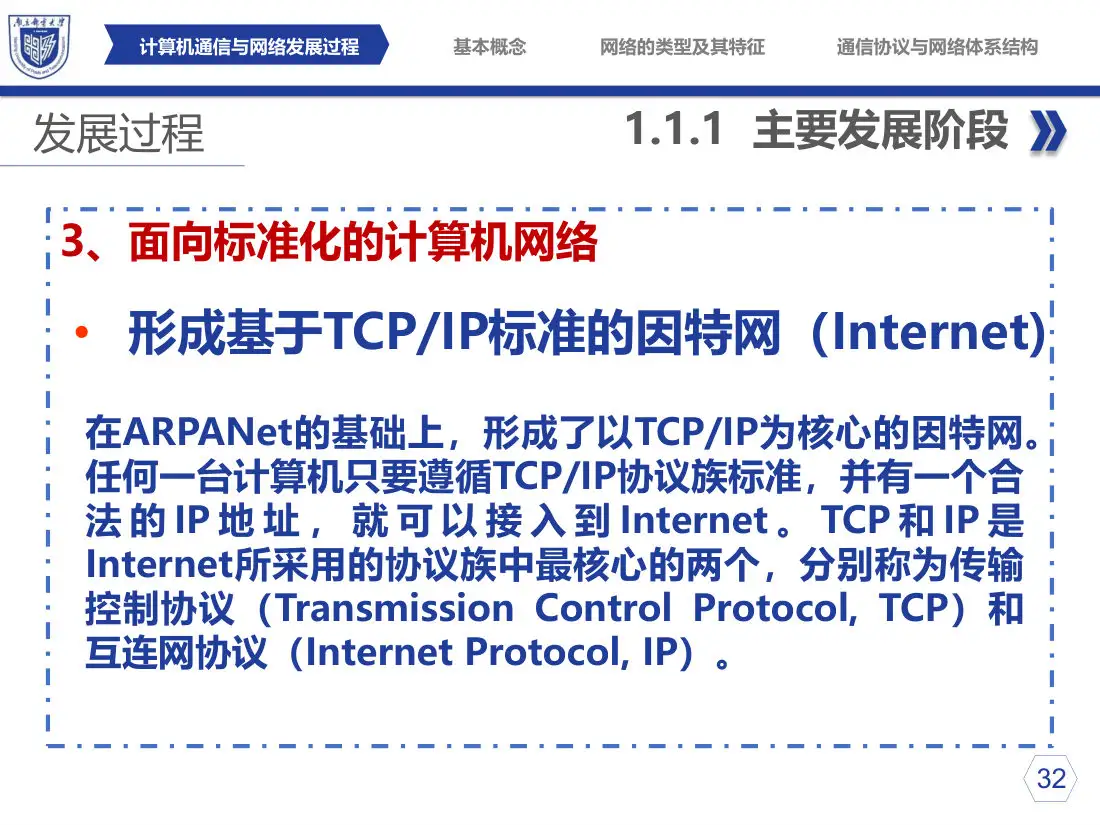 南京邮电大学
计算机通信与网络发展过程
基本概念
网络的类型及其特征
通信协议与网络体系结构
发展过程
1.1.1 主要发展阶段
3、面向标准化的计算机网络
• 形成基于TCP/IP标准的因特网（Internet)
在ARPANet的基础上，形成了以TCP/IP为核心的因特网。
任何一台计算机只要遵循TCP/IP协议族标准，并有一个合
法的IP地址，就可以接入到Internet。TCP和IP是
Internet所采用的协议族中最核心的两个，分别称为传输
控制协议（Transmission Control Protocol, TCP）和
互连网协议（Internet Protocol, IP）。
32